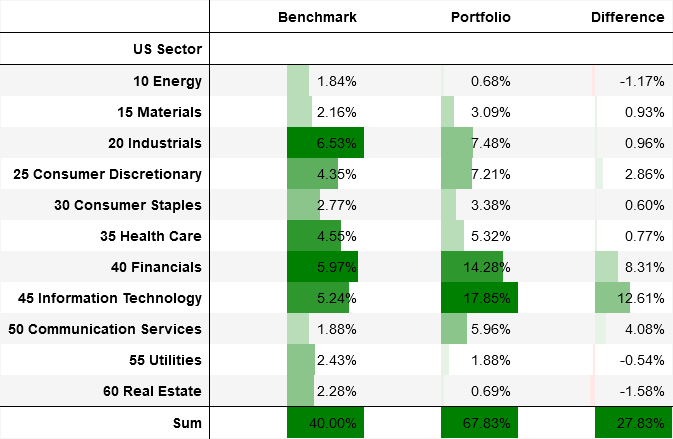 Benchmark Portfolio Difference
US Sector
10 Energy 1.84% 0.68% -1.17%
15 Materials 2.16% 3.09% 0.93%
20 Industrials 6.53% 7.48% 0.96%
25 Consumer Discretionary 4.35% 7.21% 2.86%
30 Consumer Staples 2.77% 3.38% 0.60%
35 Health Care 4.55% 5.32% 0.77%
40 Financials 5.97% 14.28% 8.31%
45 Information Technology 5.24% 17.85% 12.61%
50 Communication Services 1.88% 5.96% 4.08%
55 Utilities 2.43% 1.88% -0.54%
60 Real Estate 2.28% 0.69% -1.58%
Sum 40.00% 67.83% 27.83%